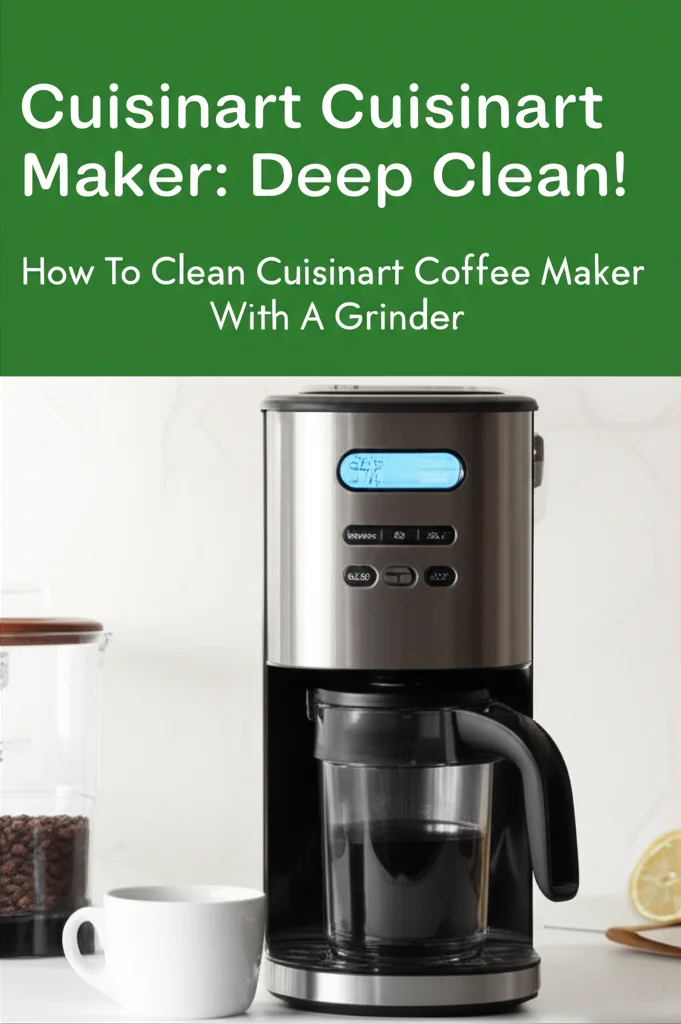 Cuisinart Cuisinart
Maker: Deep Clean!
How To Clean Cuisinart Coffee Maker
With A Grinder